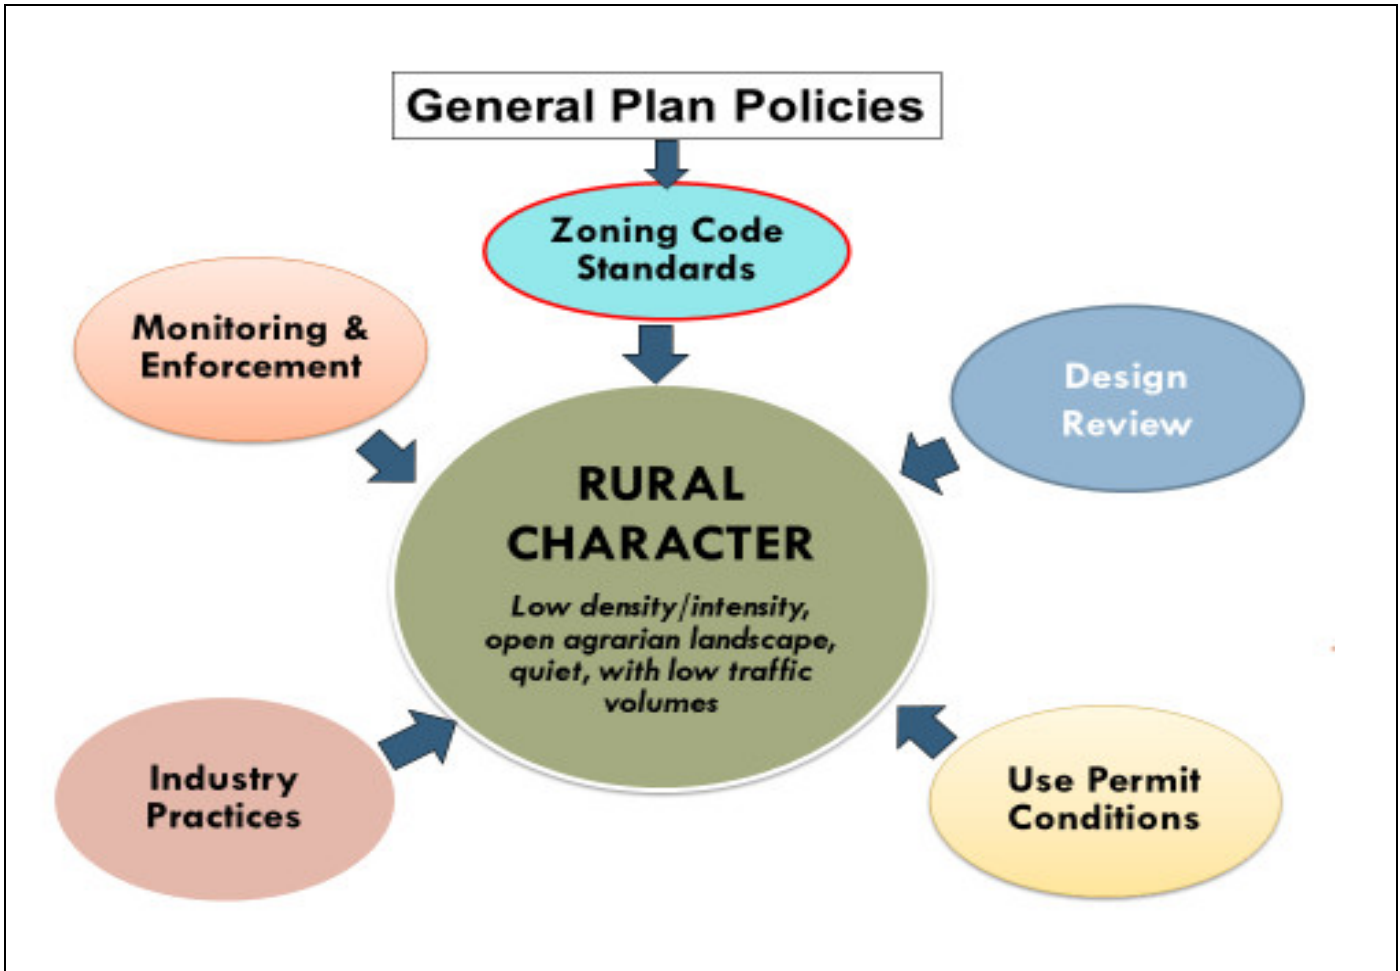 General Plan Policies
Zoning Code
Standards
Monitoring &
Enforcement
Design
Review
RURAL
CHARACTER
Low density/intensity,
open agrarian landscape,
quiet, with low traffic
volumes
Industry
Practices
Use Permit
Conditions